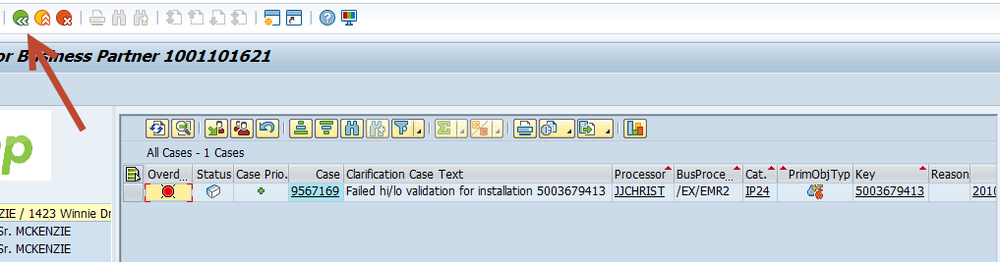 or Business Partner 1001101621
p
All Cases - 1 Cases
Overd... Status Case Prio. Case Clarification Case Text Processor BusProce... Cat. PrimObjTyp Key Reason
9567169 Failed hi/lo validation for installation 5003679413 JJCHRIST /EX/EMR2 IP24 5003679413 2010
ZIE / 1423 Winnie Dr
Sr. MCKENZIE
Sr. MCKENZIE